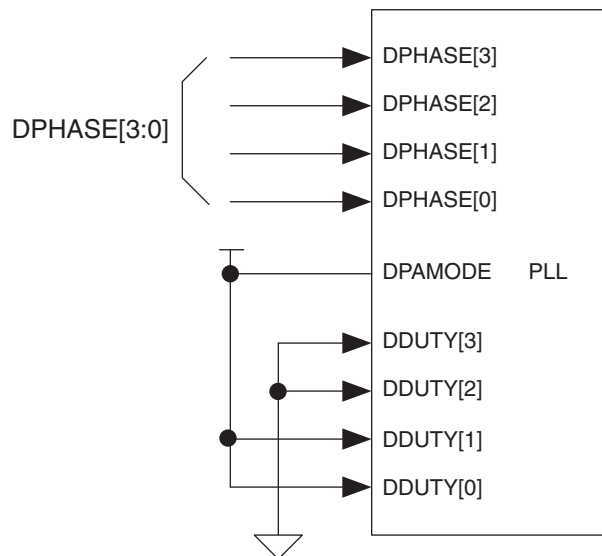 DPHASE[3]
DPHASE[2]
DPHASE[3:0]
DPHASE[1]
DPHASE[0]
DPAMODE PLL
DDUTY[3]
DDUTY[2]
DDUTY[1]
DDUTY[0]